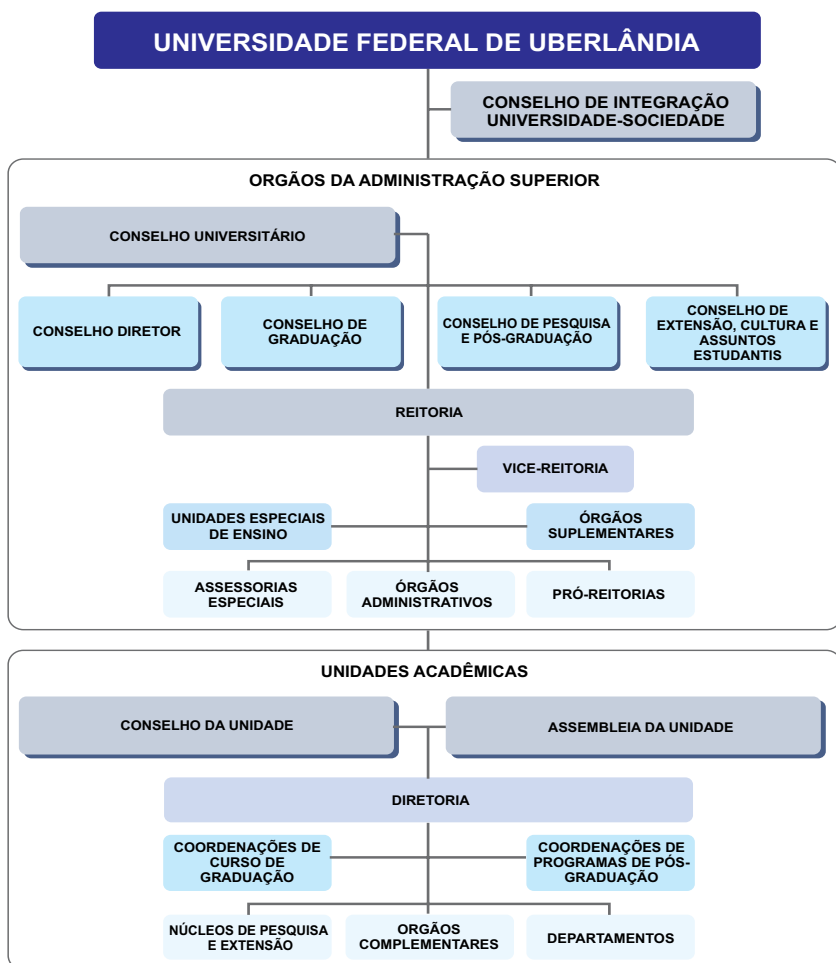 UNIVERSIDADE FEDERAL DE UBERLÂNDIA
CONSELHO DE INTEGRAÇÃO
UNIVERSIDADE-SOCIEDADE
ORGÃOS DA ADMINISTRAÇÃO SUPERIOR
CONSELHO UNIVERSITÁRIO
CONSELHO DIRETOR
CONSELHO DE
GRADUAÇÃO
CONSELHO DE PESQUISA
E PÓS-GRADUAÇÃO
CONSELHO DE
EXTENSÃO, CULTURA E
ASSUNTOS
ESTUDANTIS
REITORIA
VICE-REITORIA
UNIDADES ESPECIAIS
DE ENSINO
ÓRGÃOS
SUPLEMENTARES
ASSESSORIAS
ESPECIAIS
ÓRGÃOS
ADMINISTRATIVOS
PRÓ-REITORIAS
UNIDADES ACADÊMICAS
CONSELHO DA UNIDADE
ASSEMBLEIA DA UNIDADE
DIRETORIA
COORDENAÇÕES DE
CURSO DE
GRADUAÇÃO
COORDENAÇÕES DE
PROGRAMAS DE PÓS-
GRADUAÇÃO
NÚCLEOS DE PESQUISA
E EXTENSÃO
ORGÃOS
COMPLEMENTARES
DEPARTAMENTOS